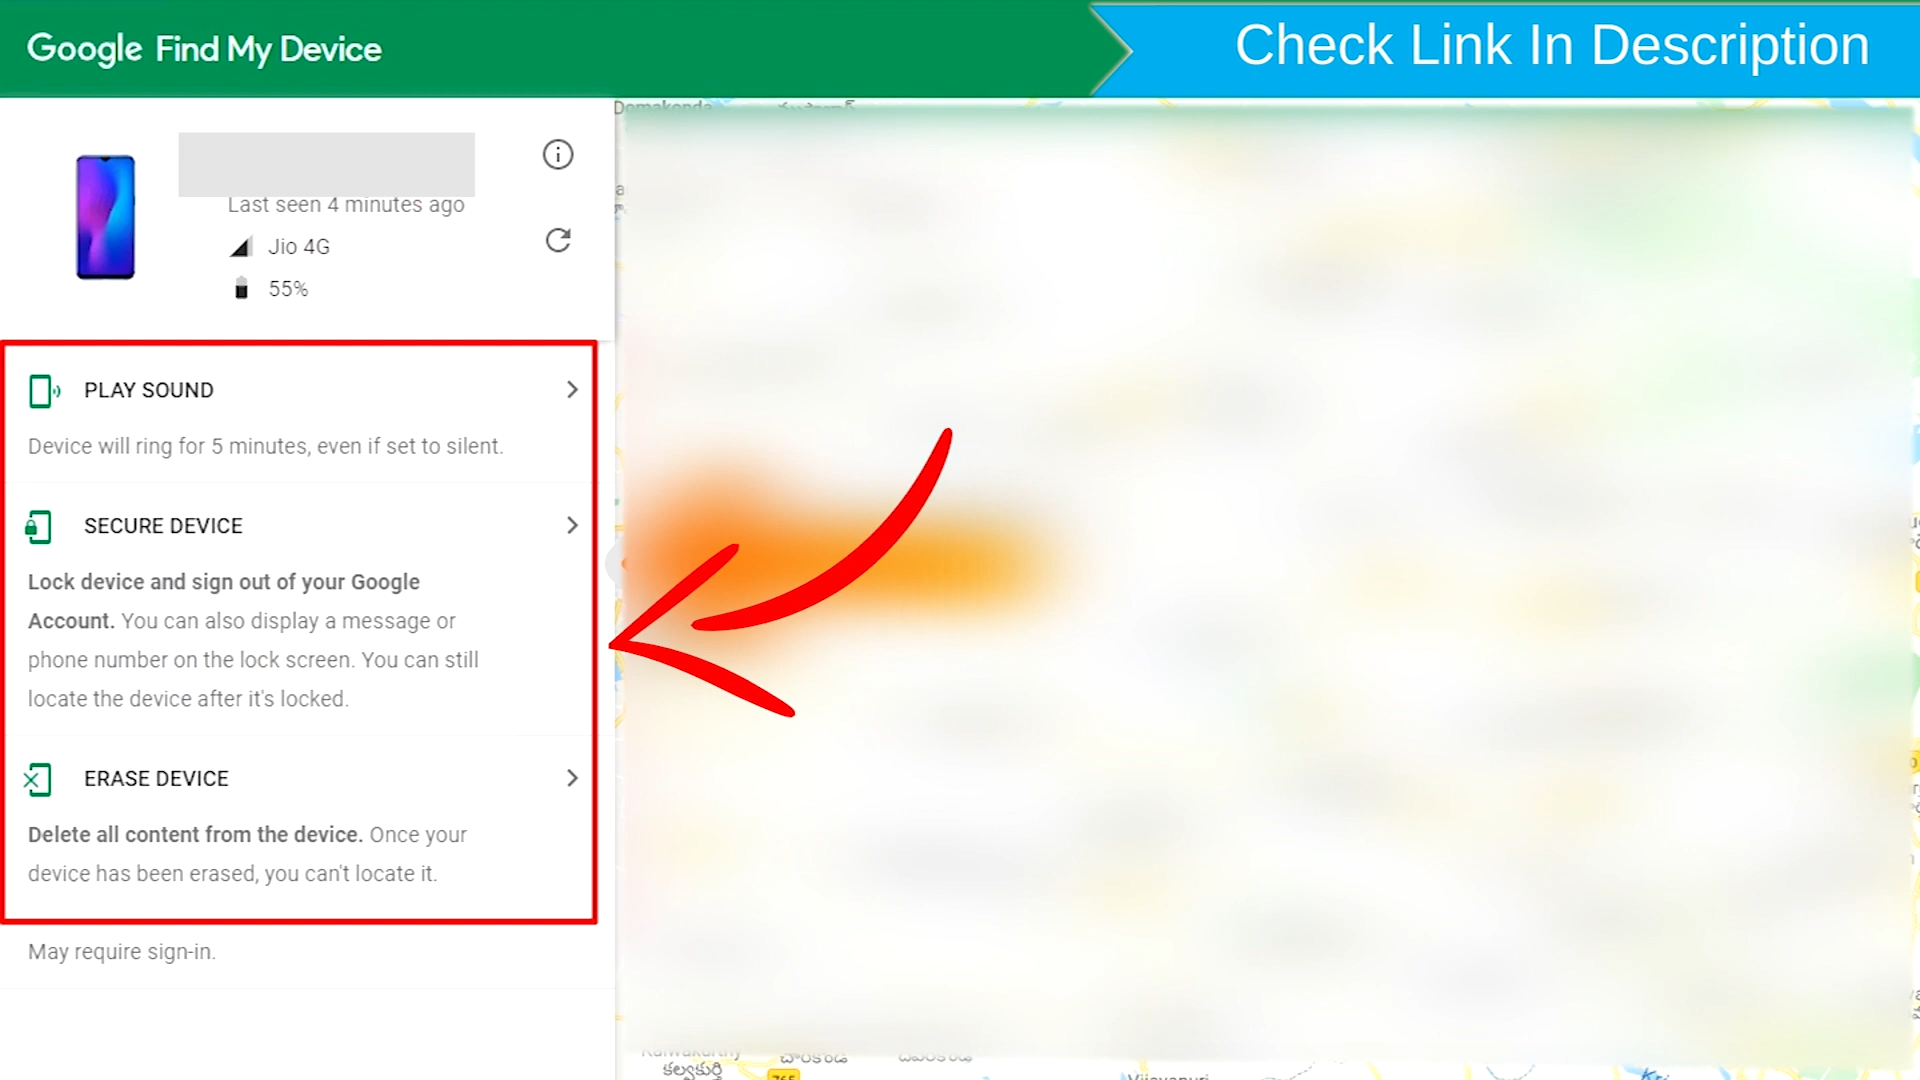 Google Find My Device
Check Link In Description
Last seen 4 minutes ago
Jio 4G
55%
PLAY SOUND
Device will ring for 5 minutes, even if set to silent.
SECURE DEVICE
Lock device and sign out of your Google
Account. You can also display a message or
phone number on the lock screen. You can still
locate the device after it's locked.
ERASE DEVICE
Delete all content from the device. Once your
device has been erased, you can't locate it.
May require sign-in.
Domakonda
కల్వకుర్తి
765